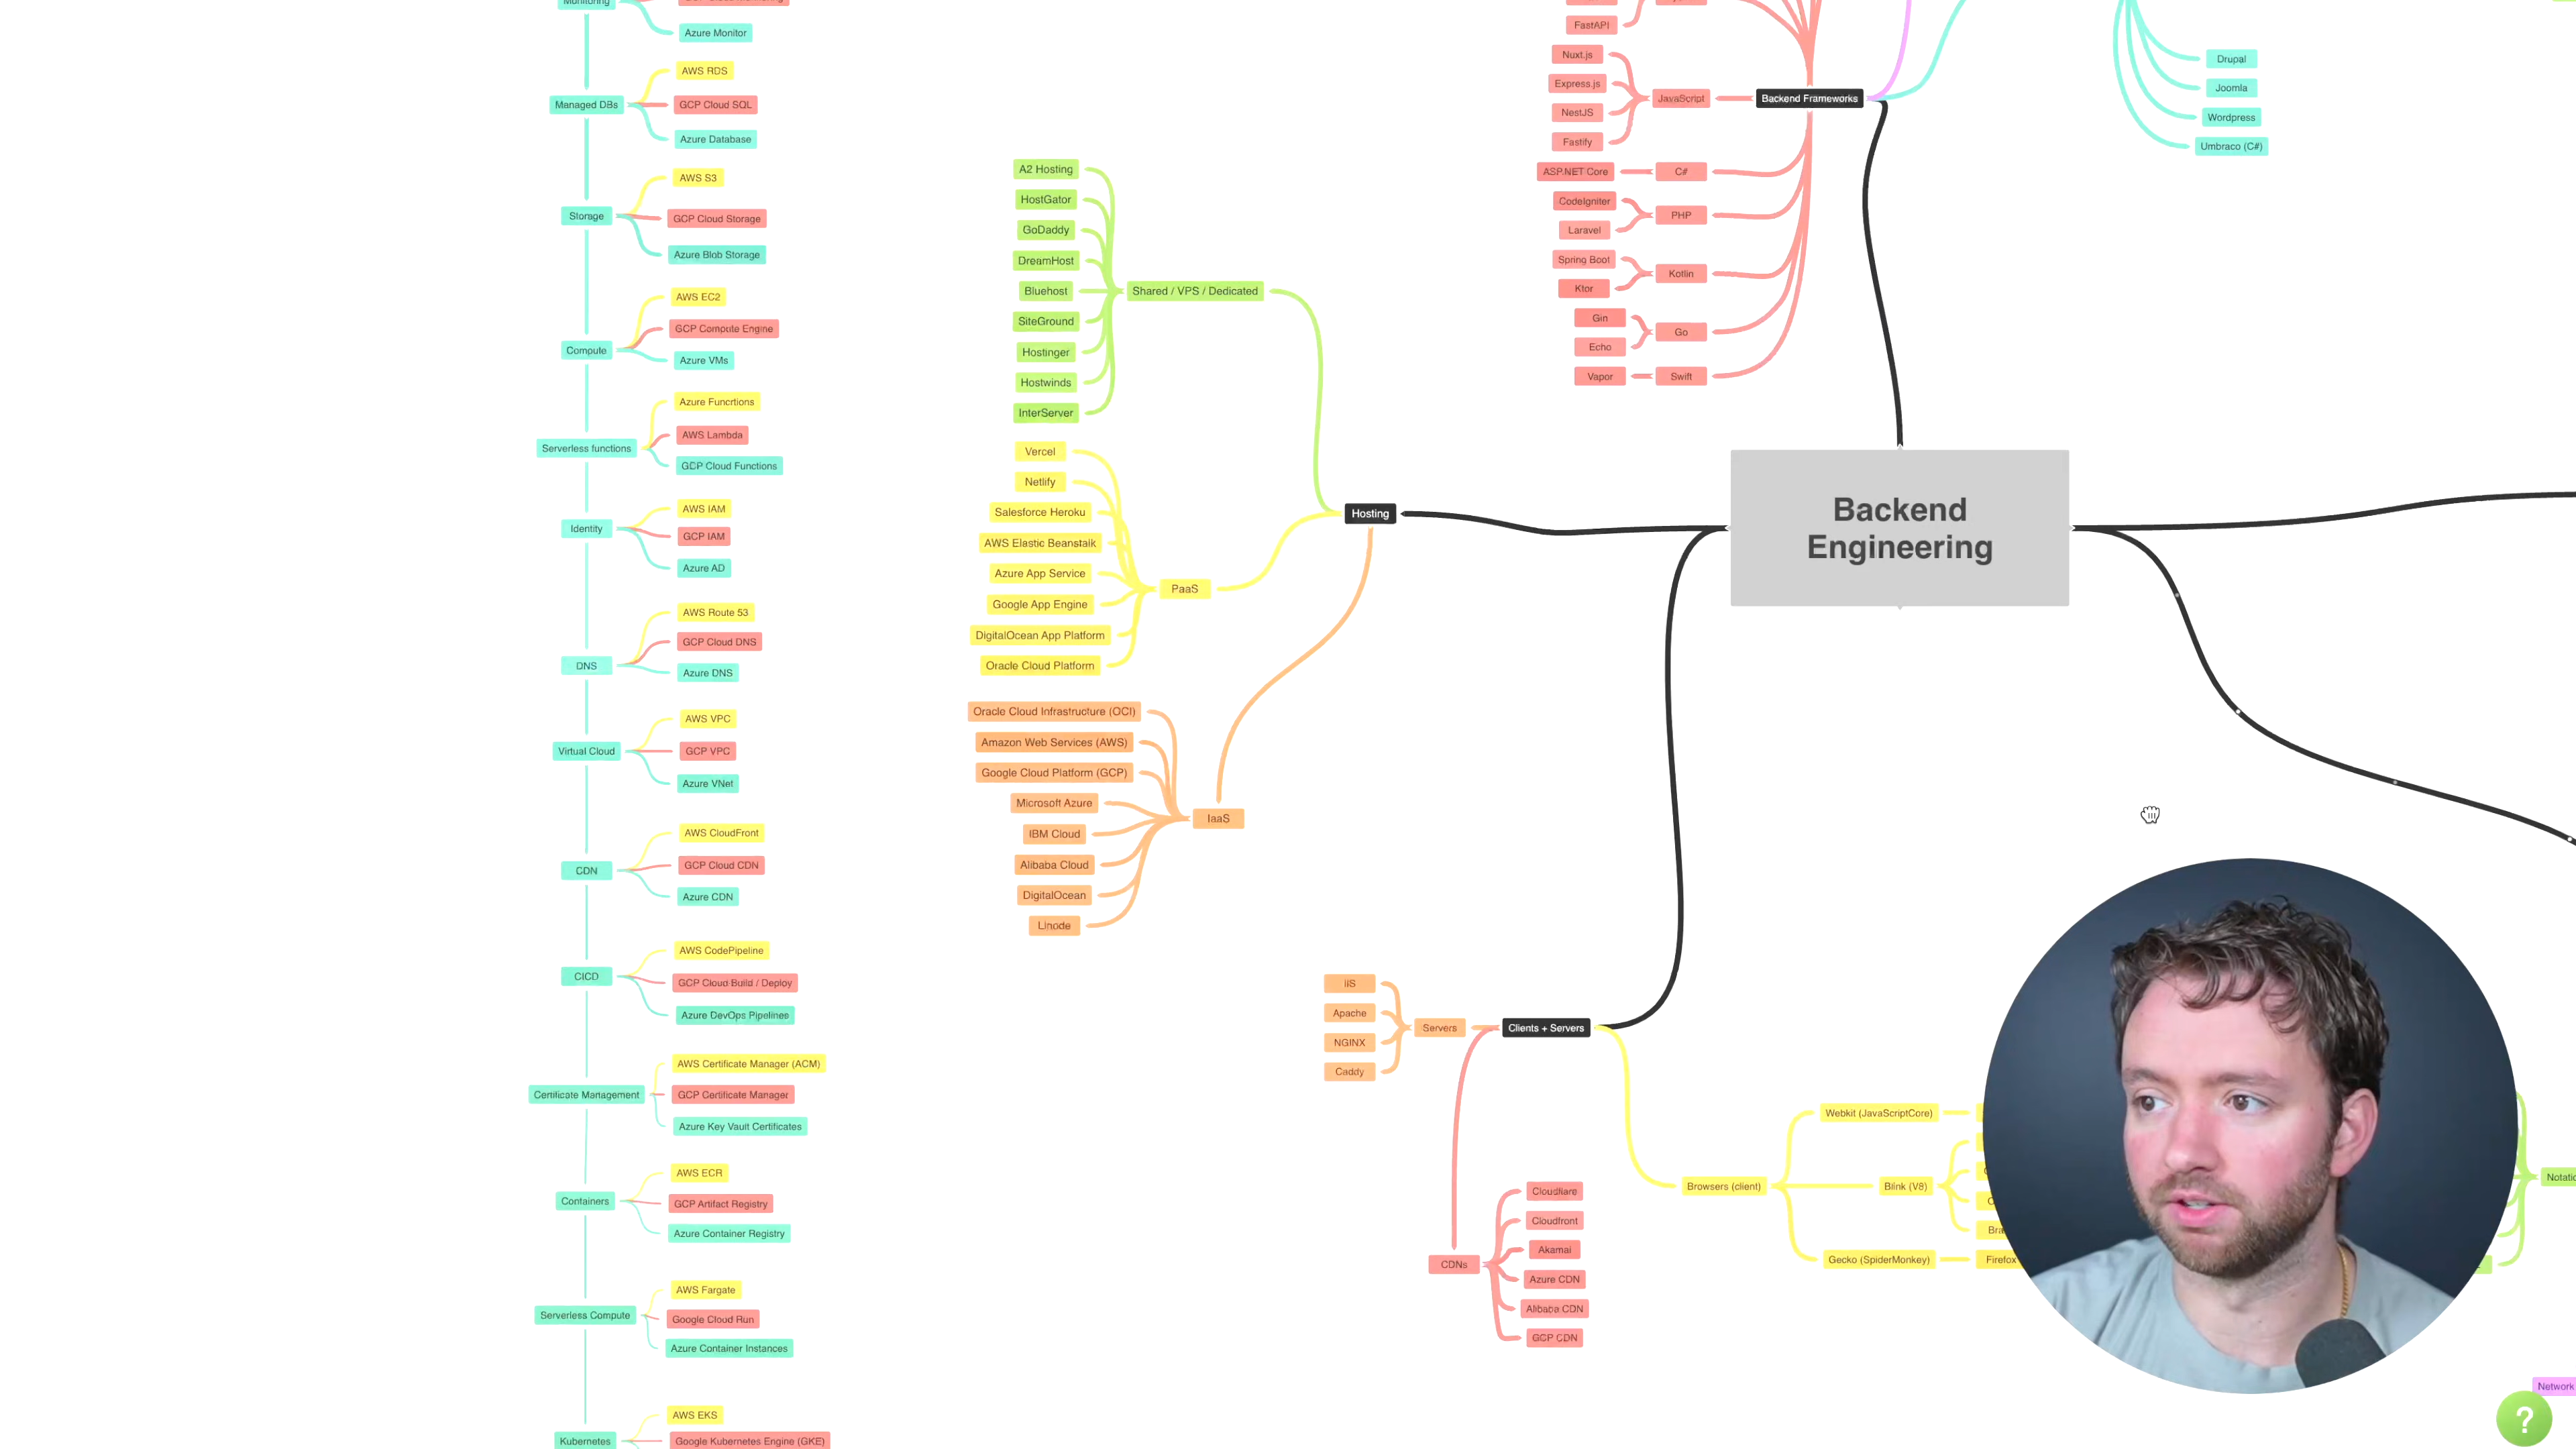 Azure Monitor
AWS RDS
Managed DBs
GCP Cloud SQL
Azure Database
AWS S3
Storage
GCP Cloud Storage
Azure Blob Storage
AWS EC2
GCP Compute Engine
Compute
Azure VMs
Azure Funcrtions
AWS Lambda
Serverless functions
GCP Cloud Functions
AWS IAM
Identity
GCP IAM
Azure AD
AWS Route 53
GCP Cloud DNS
DNS
Azure DNS
AWS VPC
Virtual Cloud
GCP VPC
Azure VNet
AWS CloudFront
GCP Cloud CDN
CDN
Azure CDN
AWS CodePipeline
CICD
GCP Cloud Build / Deploy
Azure DevOps Pipelines
AWS Certificate Manager (ACM)
Certificate Management
GCP Certificate Manager
Azure Key Vault Certificates
AWS ECR
Containers
GCP Artifact Registry
Azure Container Registry
AWS Fargate
Serverless Compute
Google Cloud Run
Azure Container Instances
AWS EKS
Kubernetes
Google Kubernetes Engine (GKE)
A2 Hosting
HostGator
GoDaddy
DreamHost
Bluehost
SiteGround
Hostinger
Hostwinds
InterServer
Shared / VPS / Dedicated
Vercel
Netlify
Salesforce Heroku
AWS Elastic Beanstalk
Azure App Service
Google App Engine
DigitalOcean App Platform
Oracle Cloud Platform
PaaS
Hosting
Oracle Cloud Infrastructure (OCI)
Amazon Web Services (AWS)
Google Cloud Platform (GCP)
Microsoft Azure
IBM Cloud
Alibaba Cloud
DigitalOcean
Linode
IaaS
FastAPI
Nuxt.js
Express.js
NestJS
Fastify
JavaScript
Backend Frameworks
ASP.NET Core
C#
CodeIgniter
Laravel
PHP
Spring Boot
Ktor
Kotlin
Gin
Echo
Go
Vapor
Swift
Drupal
Joomla
Wordpress
Umbraco (C#)
Backend
Engineering
IIS
Apache
NGINX
Caddy
Servers
Clients + Servers
Cloudflare
Cloudfront
Akamai
Azure CDN
Alibaba CDN
GCP CDN
CDNs
Browsers (client)
Webkit (JavaScriptCore)
Blink (V8)
Gecko (SpiderMonkey)
Firefox
Network
?